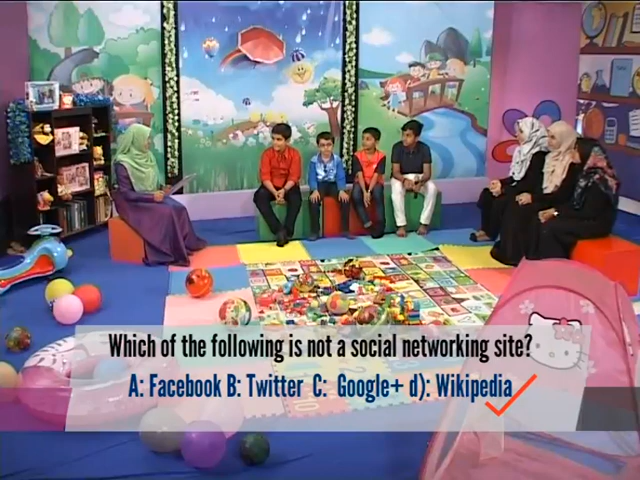 Which of the following is not a social networking site?
A: Facebook B: Twitter C: Google+ d): Wikipedia